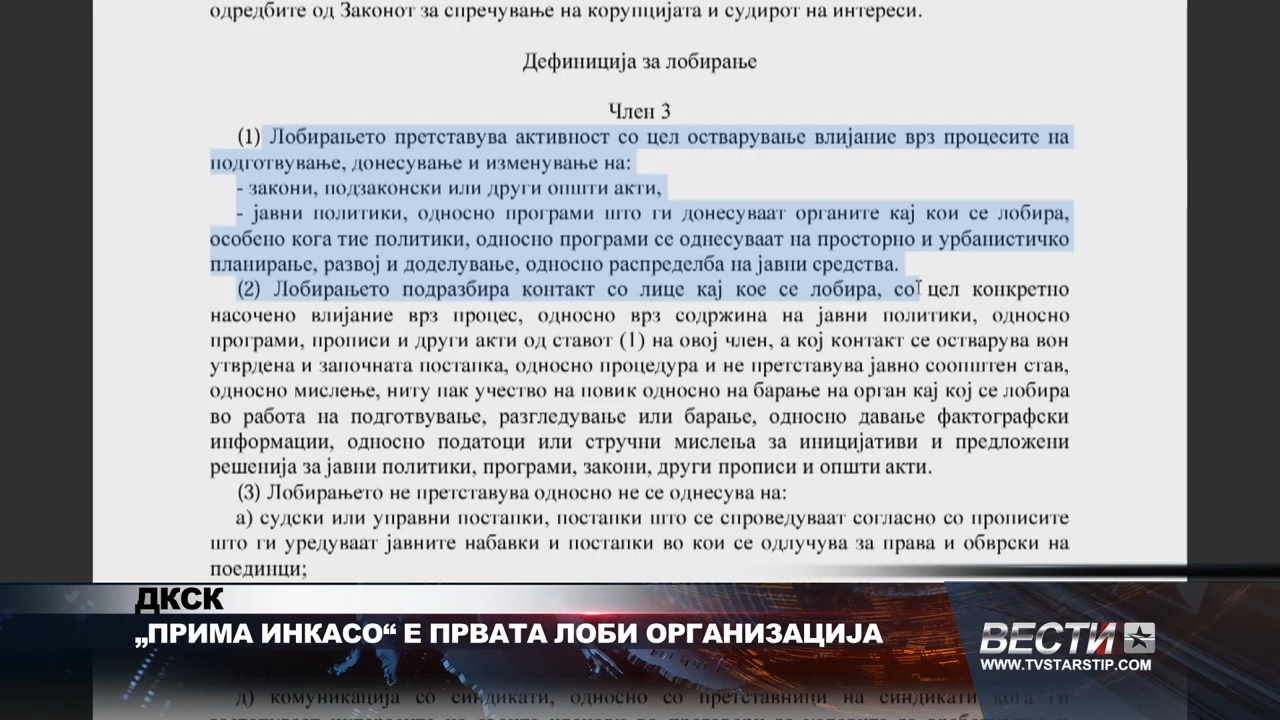 одредбите од Законот за спречување на корупцијата и судирот на интереси.
Дефиниција за лобирање
Член 3
(1) Лобирањето претставува активност со цел остварување влијание врз процесите на
подготвување, донесување и изменување на:
- закони, подзаконски или други општи акти,
- јавни политики, односно програми што ги донесуваат органите кај кои се лобира,
особено кога тие политики, односно програми се однесуваат на просторно и урбанистичко
планирање, развој и доделување, односно распределба на јавни средства.
(2) Лобирањето подразбира контакт со лице кај кое се лобира, со цел конкретно
насочено влијание врз процес, односно врз содржина на јавни политики, односно
програми, прописи и други акти од ставот (1) на овој член, а кој контакт се остварува вон
утврдена и започната постапка, односно процедура и не претставува јавно соопштен став,
односно мислење, ниту пак учество на повик односно на барање на орган кај кој се лобира
во работа на подготвување, разгледување или барање, односно давање фактографски
информации, односно податоци или стручни мислења за иницијативи и предложени
решенија за јавни политики, програми, закони, други прописи и општи акти.
(3) Лобирањето не претставува односно не се однесува на:
а) судски или управни постапки, постапки што се спроведуваат согласно со прописите
што ги уредуваат јавните набавки и постапки во кои се одлучува за права и обврски на
поединци;
ДКСК
„ПРИМА ИНКАСО“ Е ПРВАТА ЛОБИ ОРГАНИЗАЦИЈА
ВЕСТИ
WWW.TVSTARSTIP.COM
д) комуникација со синдикати, односно со претставници на синдикати кога ги